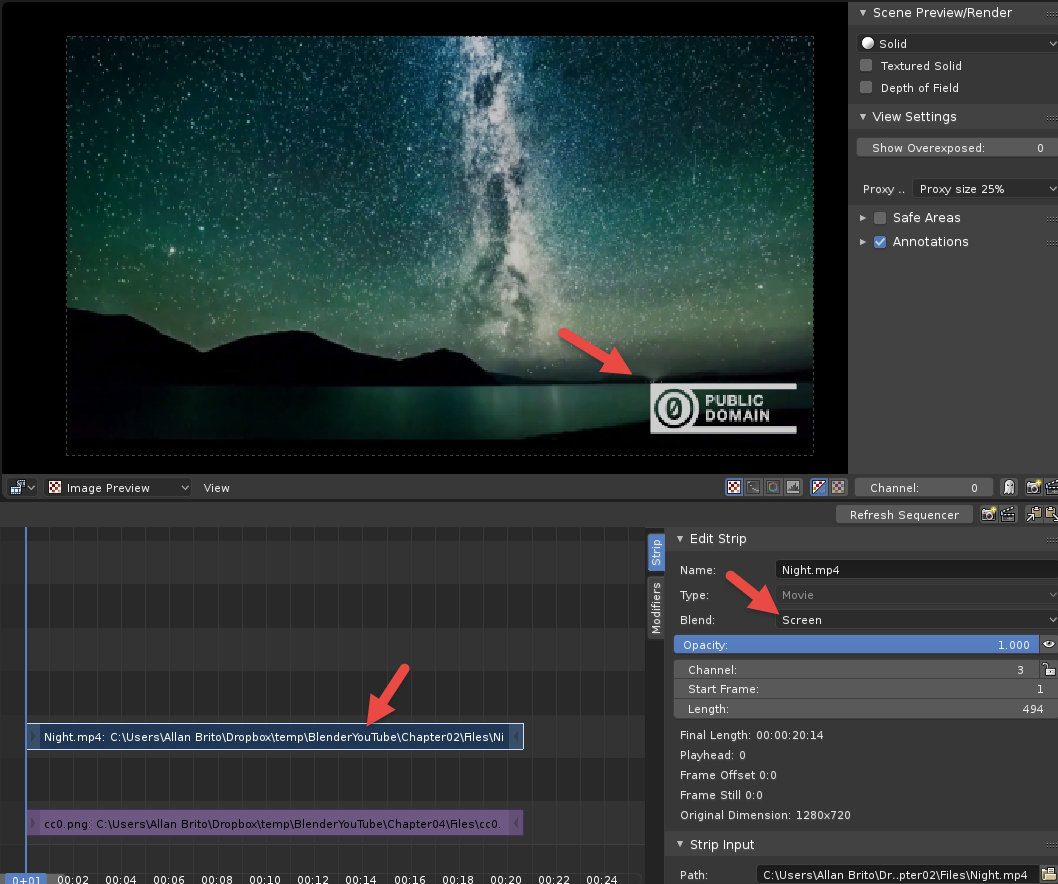 Scene Preview/Render
Solid
Textured Solid
Depth of Field
View Settings
Show Overexposed: 0
Proxy .. Proxy size 25%
Safe Areas
Annotations
0 PUBLIC
DOMAIN
Image Preview View Channel: 0
Refresh Sequencer
Strip
Modifiers
Edit Strip
Name: Night.mp4
Type: Movie
Blend: Screen
Opacity: 1.000
Channel: 3
Start Frame: 1
Length: 494
Final Length: 00:00:20:14
Playhead: 0
Frame Offset 0:0
Frame Still 0:0
Original Dimension: 1280x720
Strip Input
Path: C:\Users\Allan Brito\Dr..pter02\Files\Night.mp4
Night.mp4: C:\Users\Allan Brito\Dropbox\temp\BlenderYouTube\Chapter02\Files\Ni
cc0.png: C:\Users\Allan Brito\Dropbox\temp\BlenderYouTube\Chapter04\Files\cc0.
0+01 00:02 00:04 00:06 00:08 00:10 00:12 00:14 00:16 00:18 00:20 00:22 00:24